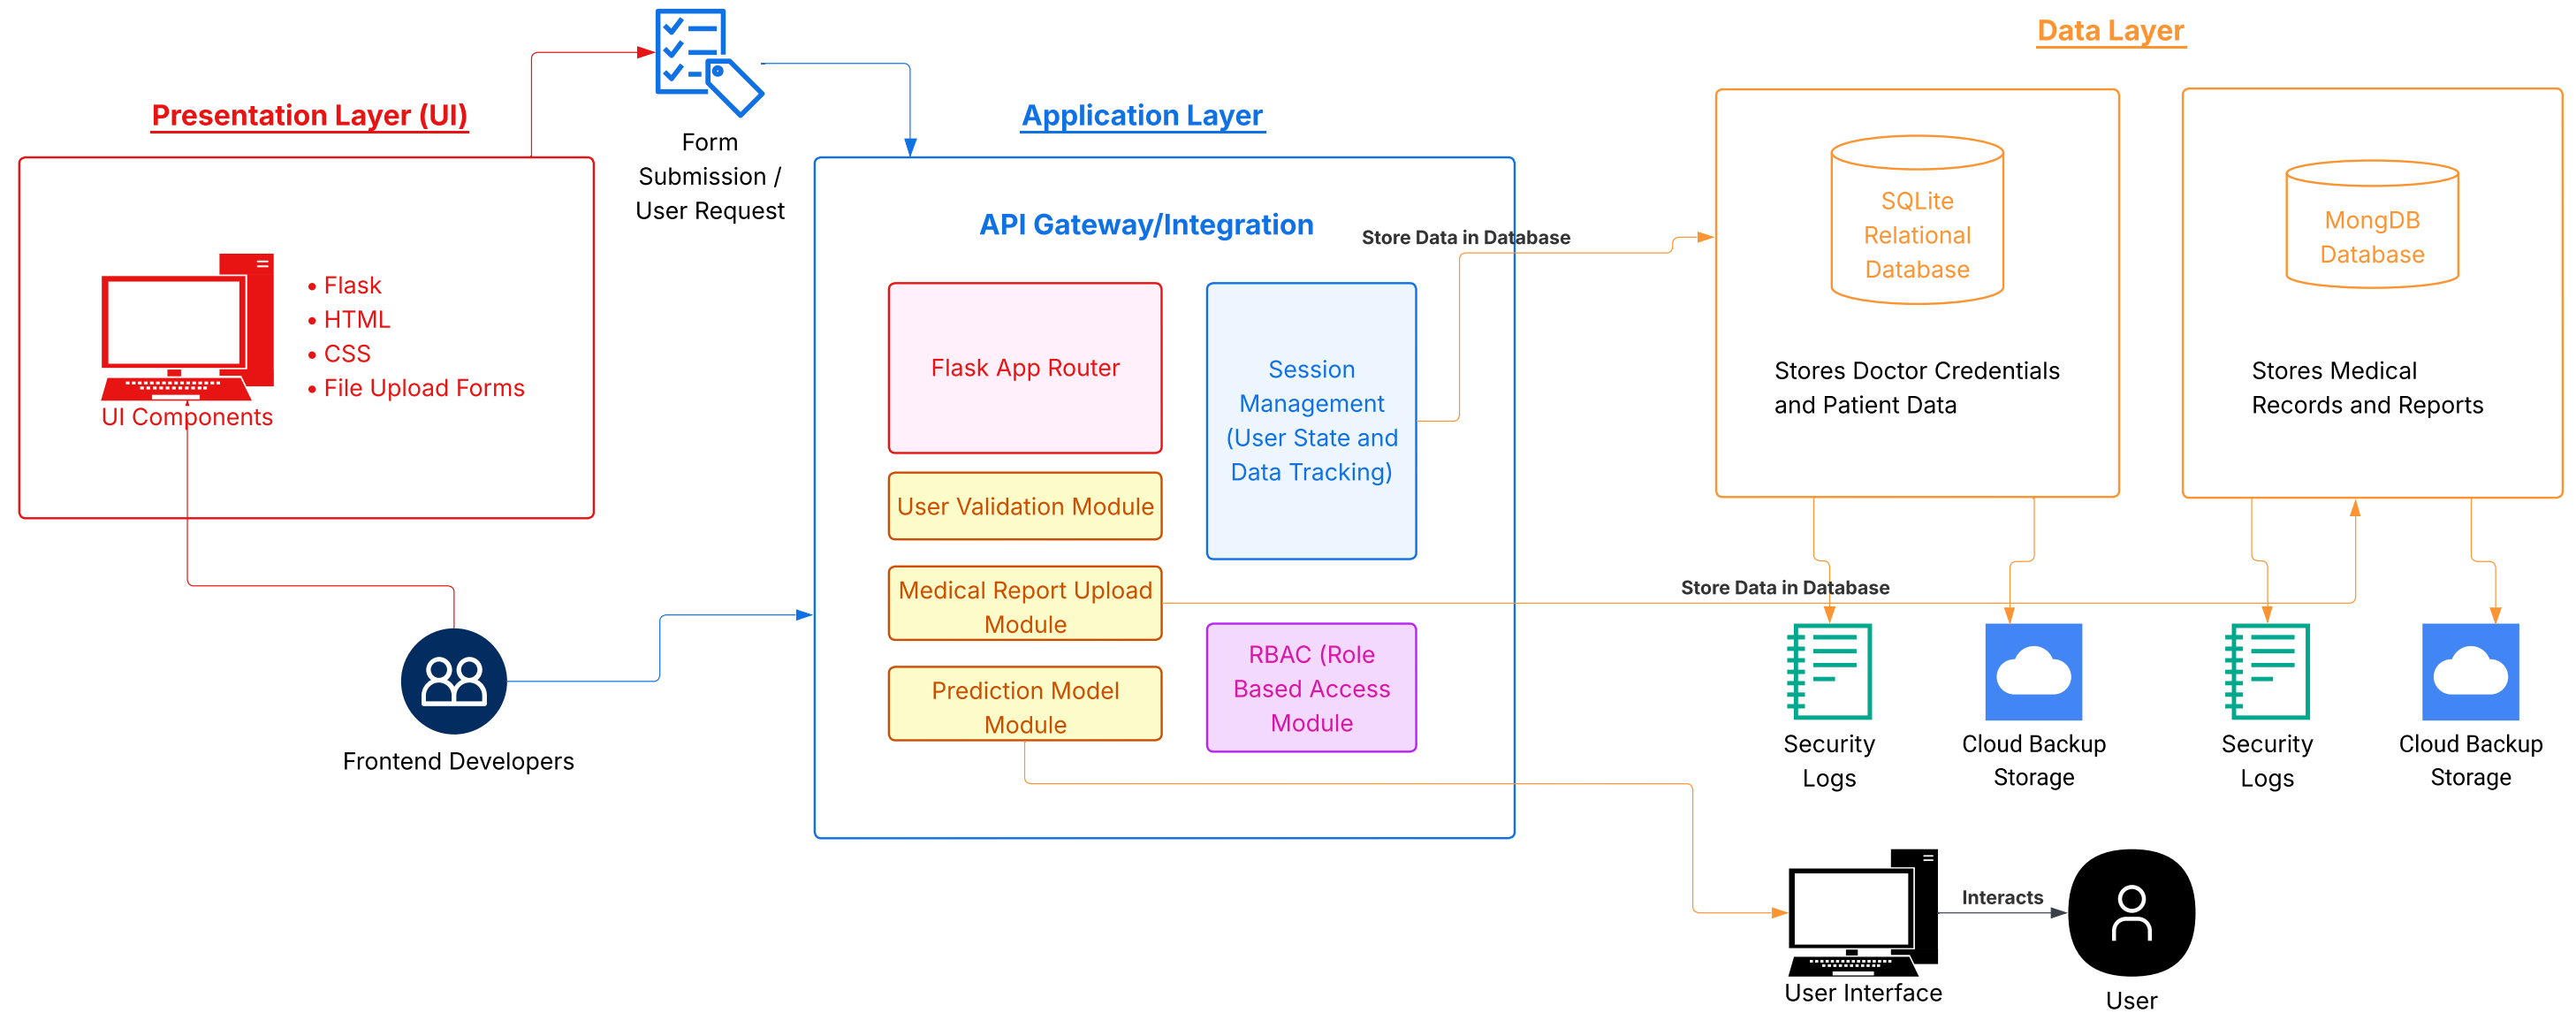 Presentation Layer (UI)
• Flask
• HTML
• CSS
• File Upload Forms
UI Components
Frontend Developers
Form
Submission /
User Request
Application Layer
API Gateway/Integration
Flask App Router
User Validation Module
Medical Report Upload
Module
Prediction Model
Module
Session
Management
(User State and
Data Tracking)
RBAC (Role
Based Access
Module
Store Data in Database
Store Data in Database
Data Layer
SQLite
Relational
Database
Stores Doctor Credentials
and Patient Data
MongDB
Database
Stores Medical
Records and Reports
Security
Logs
Cloud Backup
Storage
Security
Logs
Cloud Backup
Storage
User Interface
Interacts
User